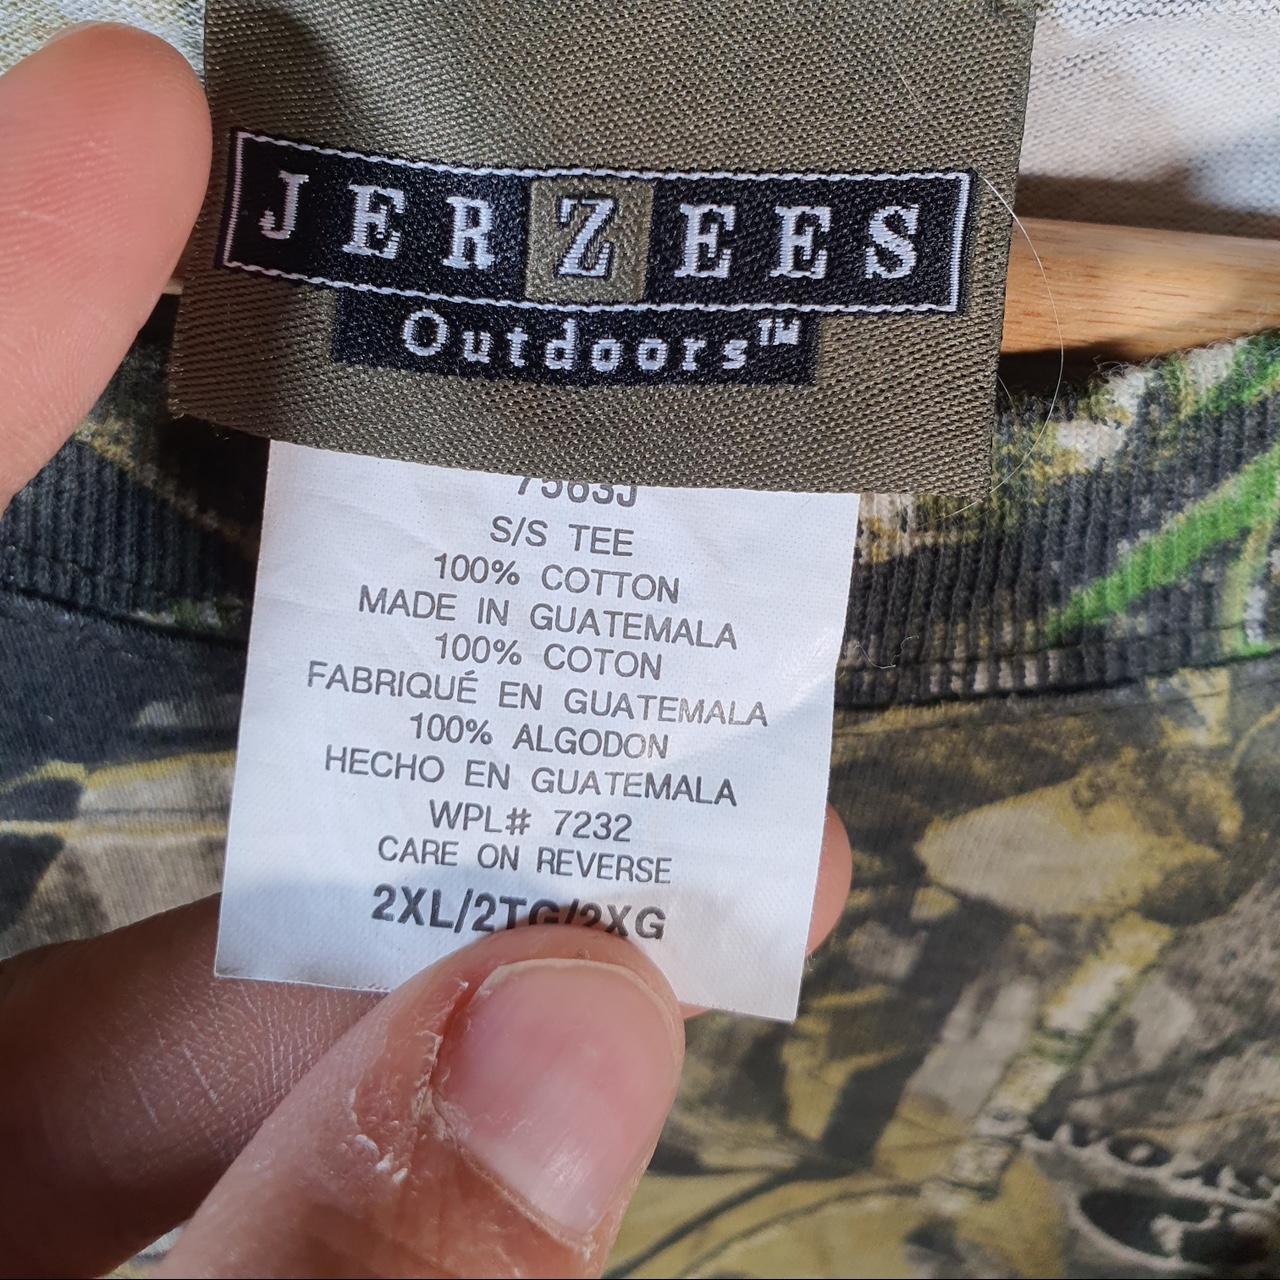 JERZEES
Outdoors™
7563J
S/S TEE
100% COTTON
MADE IN GUATEMALA
100% COTON
FABRIQUÉ EN GUATEMALA
100% ALGODON
HECHO EN GUATEMALA
WPL# 7232
CARE ON REVERSE
2XL/2TG/2XG